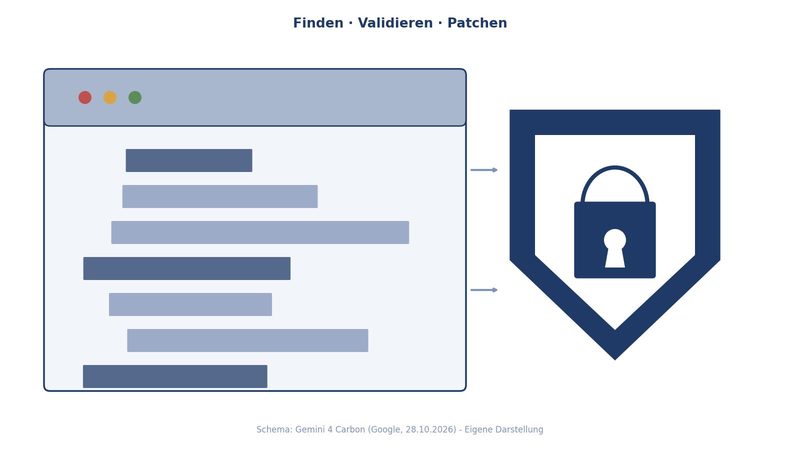 Finden · Validieren · Patchen
Schema: Gemini 4 Carbon (Google, 28.10.2026) - Eigene Darstellung